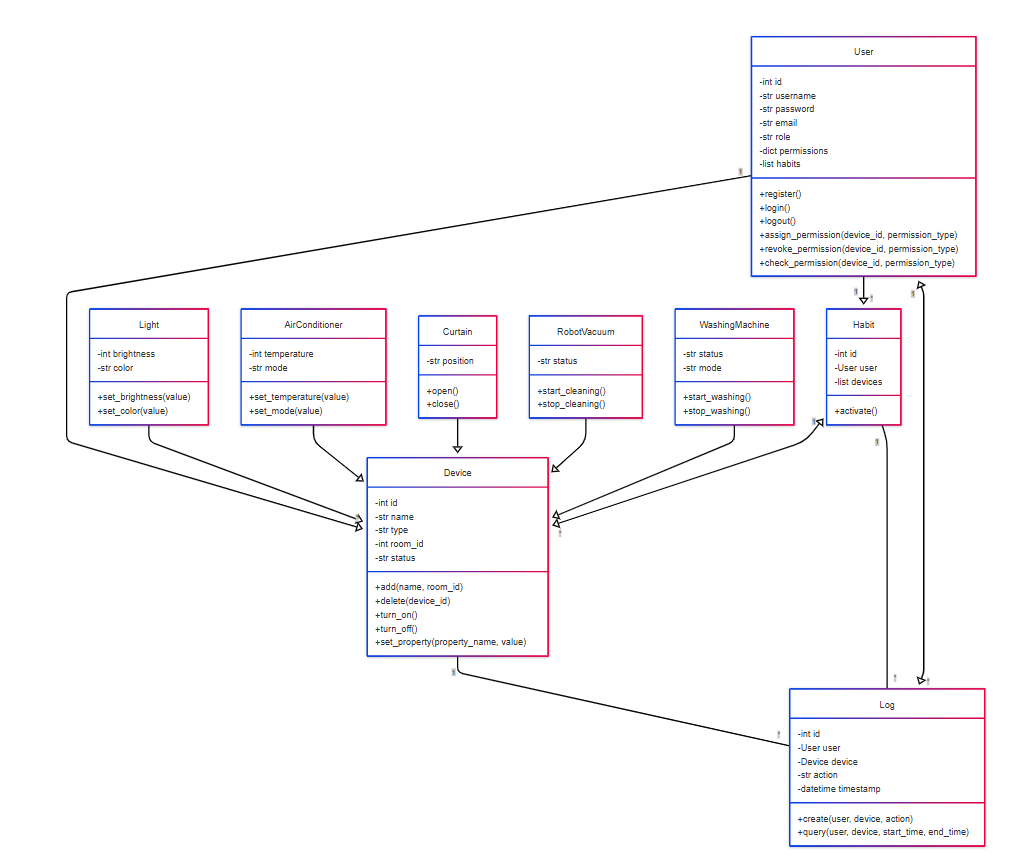 User
-int id
-str username
-str password
-str email
-str role
-dict permissions
-list habits
+register()
+login()
+logout()
+assign_permission(device_id, permission_type)
+revoke_permission(device_id, permission_type)
+check_permission(device_id, permission_type)
Light
-int brightness
-str color
+set_brightness(value)
+set_color(value)
AirConditioner
-int temperature
-str mode
+set_temperature(value)
+set_mode(value)
Curtain
-str position
+open()
+close()
RobotVacuum
-str status
+start_cleaning()
+stop_cleaning()
WashingMachine
-str status
-str mode
+start_washing()
+stop_washing()
Habit
-int id
-User user
-list devices
+activate()
Device
-int id
-str name
-str type
-int room_id
-str status
+add(name, room_id)
+delete(device_id)
+turn_on()
+turn_off()
+set_property(property_name, value)
Log
-int id
-User user
-Device device
-str action
-datetime timestamp
+create(user, device, action)
+query(user, device, start_time, end_time)